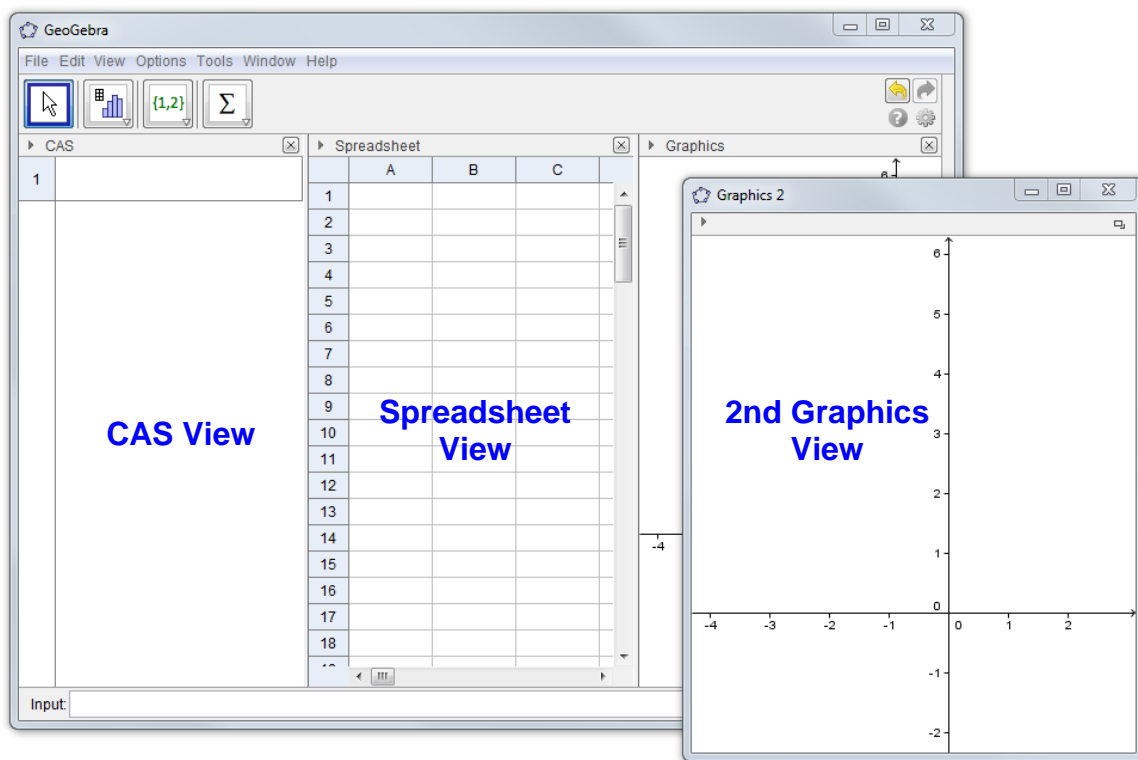 GeoGebra
File Edit View Options Tools Window Help
{1,2}
Σ
CAS
1
Spreadsheet
A B C
1
2
3
4
5
6
7
8
9
10
11
12
13
14
15
16
17
18
CAS View
Spreadsheet
View
Graphics
6
-4
Graphics 2
6
5
4
3
2
1
0
-4 -3 -2 -1 0 1 2
-1
-2
2nd Graphics
View
Input: